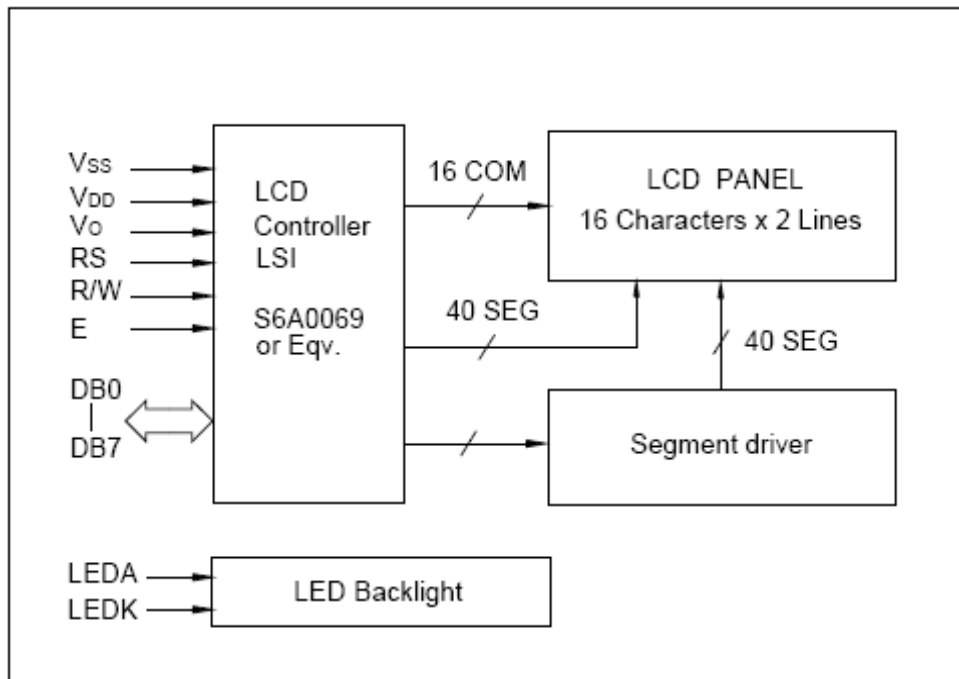 VSS
VDD
VO
RS
R/W
E
DB0
DB7
LCD
Controller
LSI
S6A0069
or Eqv.
16 COM
40 SEG
LCD PANEL
16 Characters x 2 Lines
40 SEG
Segment driver
LEDA
LEDK
LED Backlight